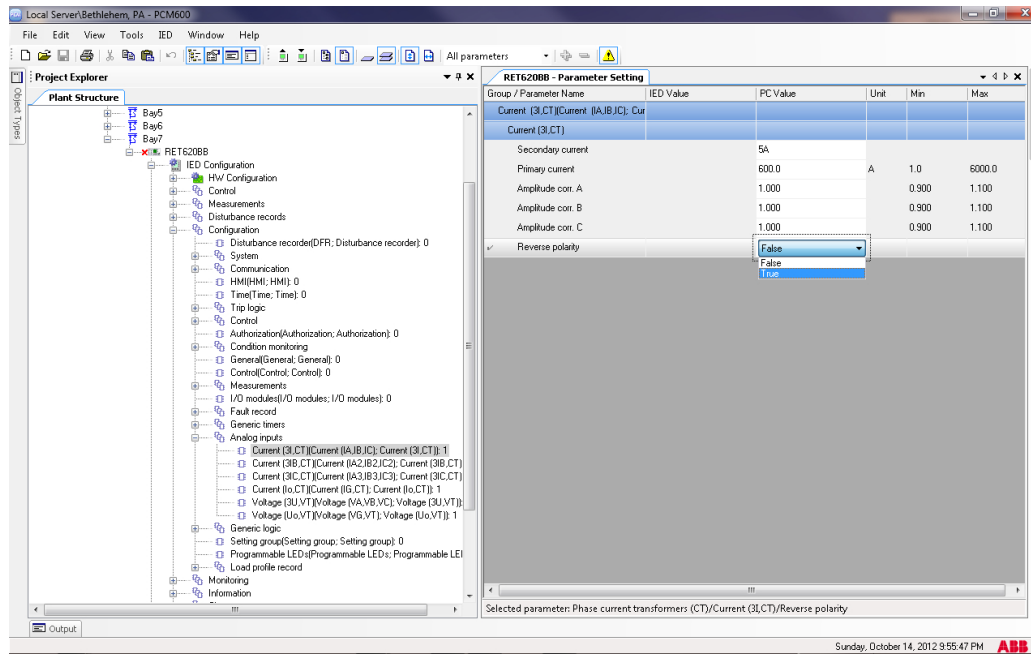 Local Server\Bethlehem, PA - PCM600
File Edit View Tools IED Window Help
All parameters
Object Types
Project Explorer
Plant Structure
Bay5
Bay6
Bay7
RET620BB
IED Configuration
HW Configuration
Control
Measurements
Disturbance records
Configuration
Disturbance recorder(DFR; Disturbance recorder): 0
System
Communication
HMI(HMI; HMI): 0
Time(Time; Time): 0
Trip logic
Control
Authorization(Authorization; Authorization): 0
Condition monitoring
General(General; General): 0
Control(Control; Control): 0
Measurements
I/O modules(I/O modules; I/O modules): 0
Fault record
Generic timers
Analog inputs
Current (3I,CT)(Current (IA,IB,IC); Current (3I,CT)): 1
Current (3IB,CT)(Current (IA2,IB2,IC2); Current (3IB,CT)
Current (3IC,CT)(Current (IA3,IB3,IC3); Current (3IC,CT)
Current (Io,CT)(Current (IG,CT); Current (Io,CT)): 1
Voltage (3U,VT)(Voltage (VA,VB,VC); Voltage (3U,VT)):
Voltage (Uo,VT)(Voltage (VG,VT); Voltage (Uo,VT)): 1
Generic logic
Setting group(Setting group; Setting group): 0
Programmable LEDs(Programmable LEDs; Programmable LEI
Load profile record
Monitoring
Information
RET620BB - Parameter Setting
Group / Parameter Name IED Value PC Value Unit Min Max
Current (3I,CT)(Current (IA,IB,IC); Cur
Current (3I,CT)
Secondary current 5A
Primary current 600.0 A 1.0 6000.0
Amplitude corr. A 1.000 0.900 1.100
Amplitude corr. B 1.000 0.900 1.100
Amplitude corr. C 1.000 0.900 1.100
Reverse polarity False
False
True
Selected parameter: Phase current transformers (CT)/Current (3I,CT)/Reverse polarity
Output
Sunday, October 14, 2012 9:55:47 PM ABB